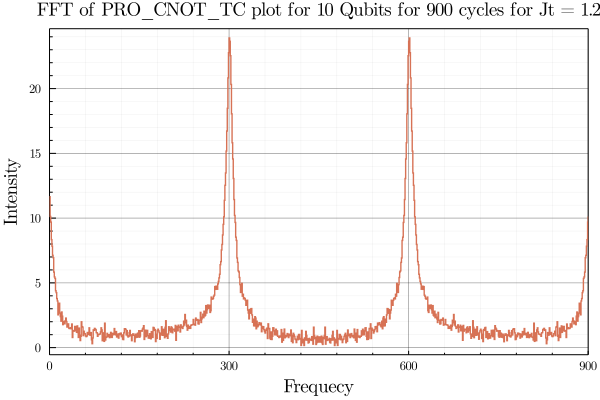 FFT of PRO_CNOT_TC plot for 10 Qubits for 900 cycles for Jt = 1.2
20
15
10
5
0
Intensity
0 300 600 900
Frequecy